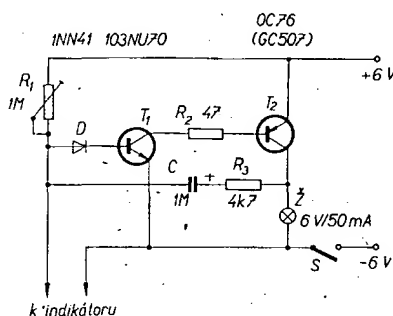 1NN41 103NU70 OC76
(GC507)
+6 V
R1
1M
D
T1
R2 47
T2
C
1M
+
R3
4k7
Ž
6 V/50 mA
S
-6 V
k indikátoru